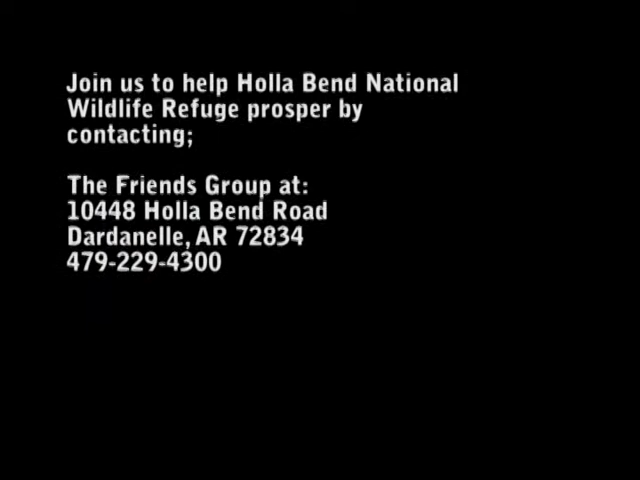 Join us to help Holla Bend National
Wildlife Refuge prosper by
contacting;
The Friends Group at:
10448 Holla Bend Road
Dardanelle, AR 72834
479-229-4300